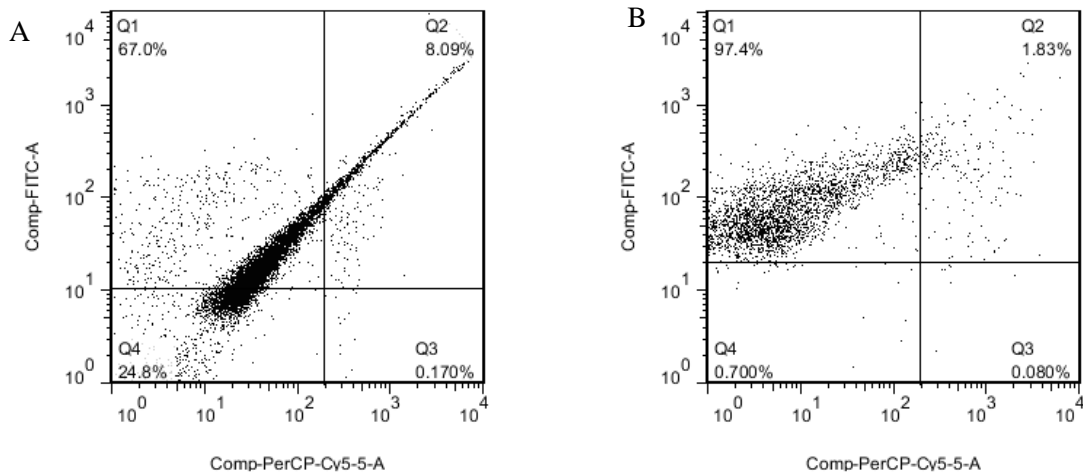 A
Q1
67.0%
Q2
8.09%
Q4
24.8%
Q3
0.170%
10^4
10^3
10^2
10^1
10^0
Comp-FITC-A
10^0 10^1 10^2 10^3 10^4
Comp-PerCP-Cy5-5-A
B
Q1
97.4%
Q2
1.83%
Q4
0.700%
Q3
0.080%
10^4
10^3
10^2
10^1
10^0
Comp-FITC-A
10^0 10^1 10^2 10^3 10^4
Comp-PerCP-Cy5-5-A